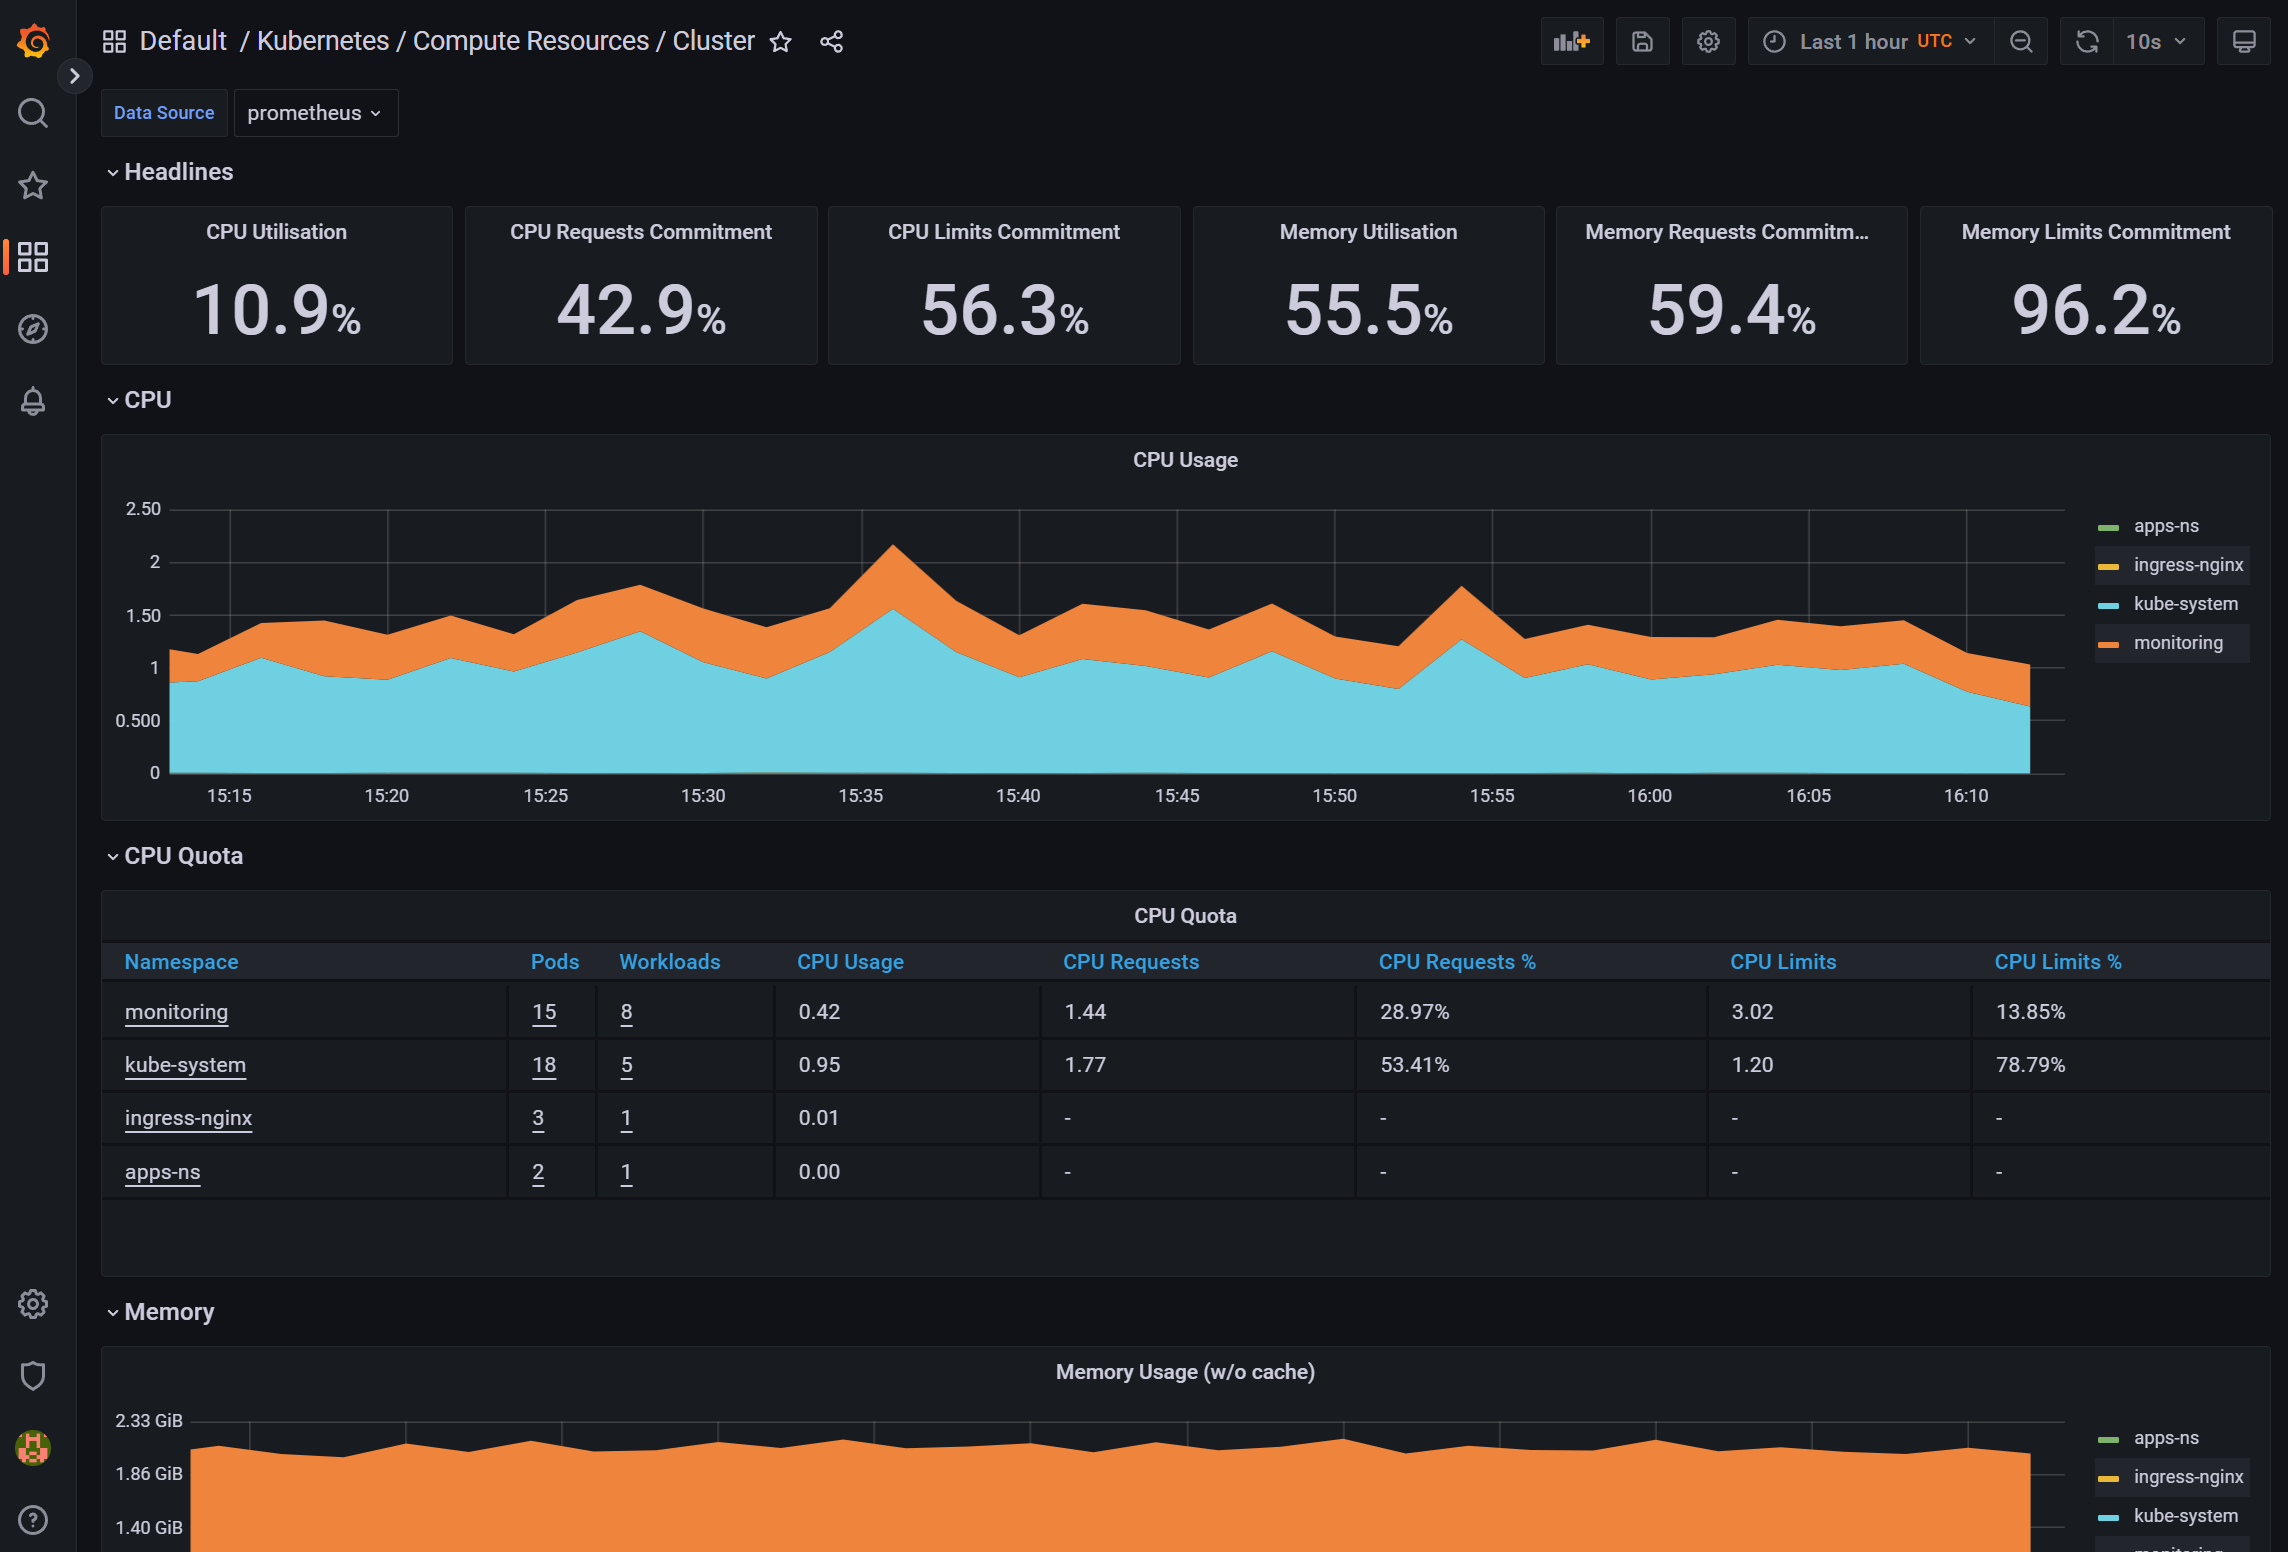 Default / Kubernetes / Compute Resources / Cluster
Last 1 hour UTC
10s
Data Source prometheus
Headlines
CPU Utilisation
10.9%
CPU Requests Commitment
42.9%
CPU Limits Commitment
56.3%
Memory Utilisation
55.5%
Memory Requests Commitm...
59.4%
Memory Limits Commitment
96.2%
CPU
CPU Usage
2.50
2
1.50
1
0.500
0
15:15 15:20 15:25 15:30 15:35 15:40 15:45 15:50 15:55 16:00 16:05 16:10
apps-ns
ingress-nginx
kube-system
monitoring
CPU Quota
CPU Quota
Namespace Pods Workloads CPU Usage CPU Requests CPU Requests % CPU Limits CPU Limits %
monitoring 15 8 0.42 1.44 28.97% 3.02 13.85%
kube-system 18 5 0.95 1.77 53.41% 1.20 78.79%
ingress-nginx 3 1 0.01 - - - -
apps-ns 2 1 0.00 - - - -
Memory
Memory Usage (w/o cache)
2.33 GiB
1.86 GiB
1.40 GiB
apps-ns
ingress-nginx
kube-system